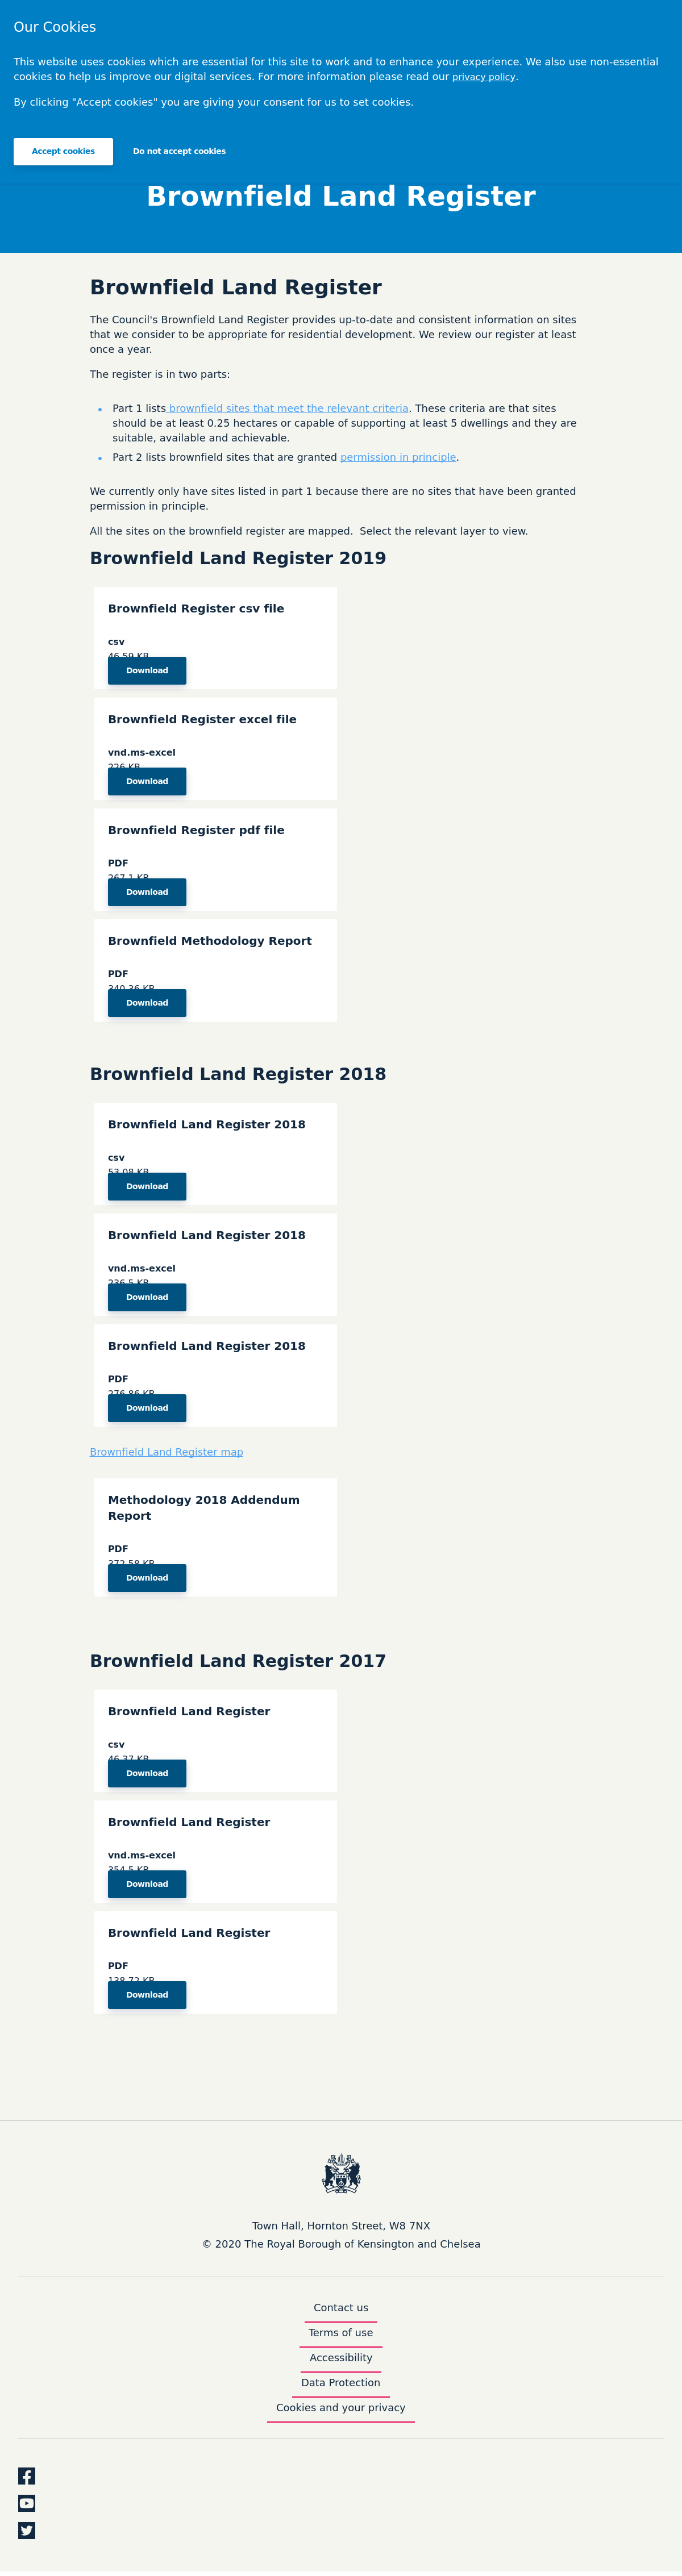 Our Cookies
This website uses cookies which are essential for this site to work and to enhance your experience. We also use non-essential
cookies to help us improve our digital services. For more information please read our privacy policy.
By clicking "Accept cookies" you are giving your consent for us to set cookies.
Accept cookies
Do not accept cookies
Brownfield Land Register
Brownfield Land Register
The Council's Brownfield Land Register provides up-to-date and consistent information on sites
that we consider to be appropriate for residential development. We review our register at least
once a year.
The register is in two parts:
Part 1 lists brownfield sites that meet the relevant criteria. These criteria are that sites
should be at least 0.25 hectares or capable of supporting at least 5 dwellings and they are
suitable, available and achievable.
Part 2 lists brownfield sites that are granted permission in principle.
We currently only have sites listed in part 1 because there are no sites that have been granted
permission in principle.
All the sites on the brownfield register are mapped.  Select the relevant layer to view.
Brownfield Land Register 2019
Brownfield Register csv file
csv
46.59 KB
Download
Brownfield Register excel file
vnd.ms-excel
226 KB
Download
Brownfield Register pdf file
PDF
267.1 KB
Download
Brownfield Methodology Report
PDF
340.36 KB
Download
Brownfield Land Register 2018
Brownfield Land Register 2018
csv
53.08 KB
Download
Brownfield Land Register 2018
vnd.ms-excel
236.5 KB
Download
Brownfield Land Register 2018
PDF
276.86 KB
Download
Brownfield Land Register map
Methodology 2018 Addendum
Report
PDF
372.58 KB
Download
Brownfield Land Register 2017
Brownfield Land Register
csv
46.37 KB
Download
Brownfield Land Register
vnd.ms-excel
354.5 KB
Download
Brownfield Land Register
PDF
138.72 KB
Download
Town Hall, Hornton Street, W8 7NX
© 2020 The Royal Borough of Kensington and Chelsea
Contact us
Terms of use
Accessibility
Data Protection
Cookies and your privacy